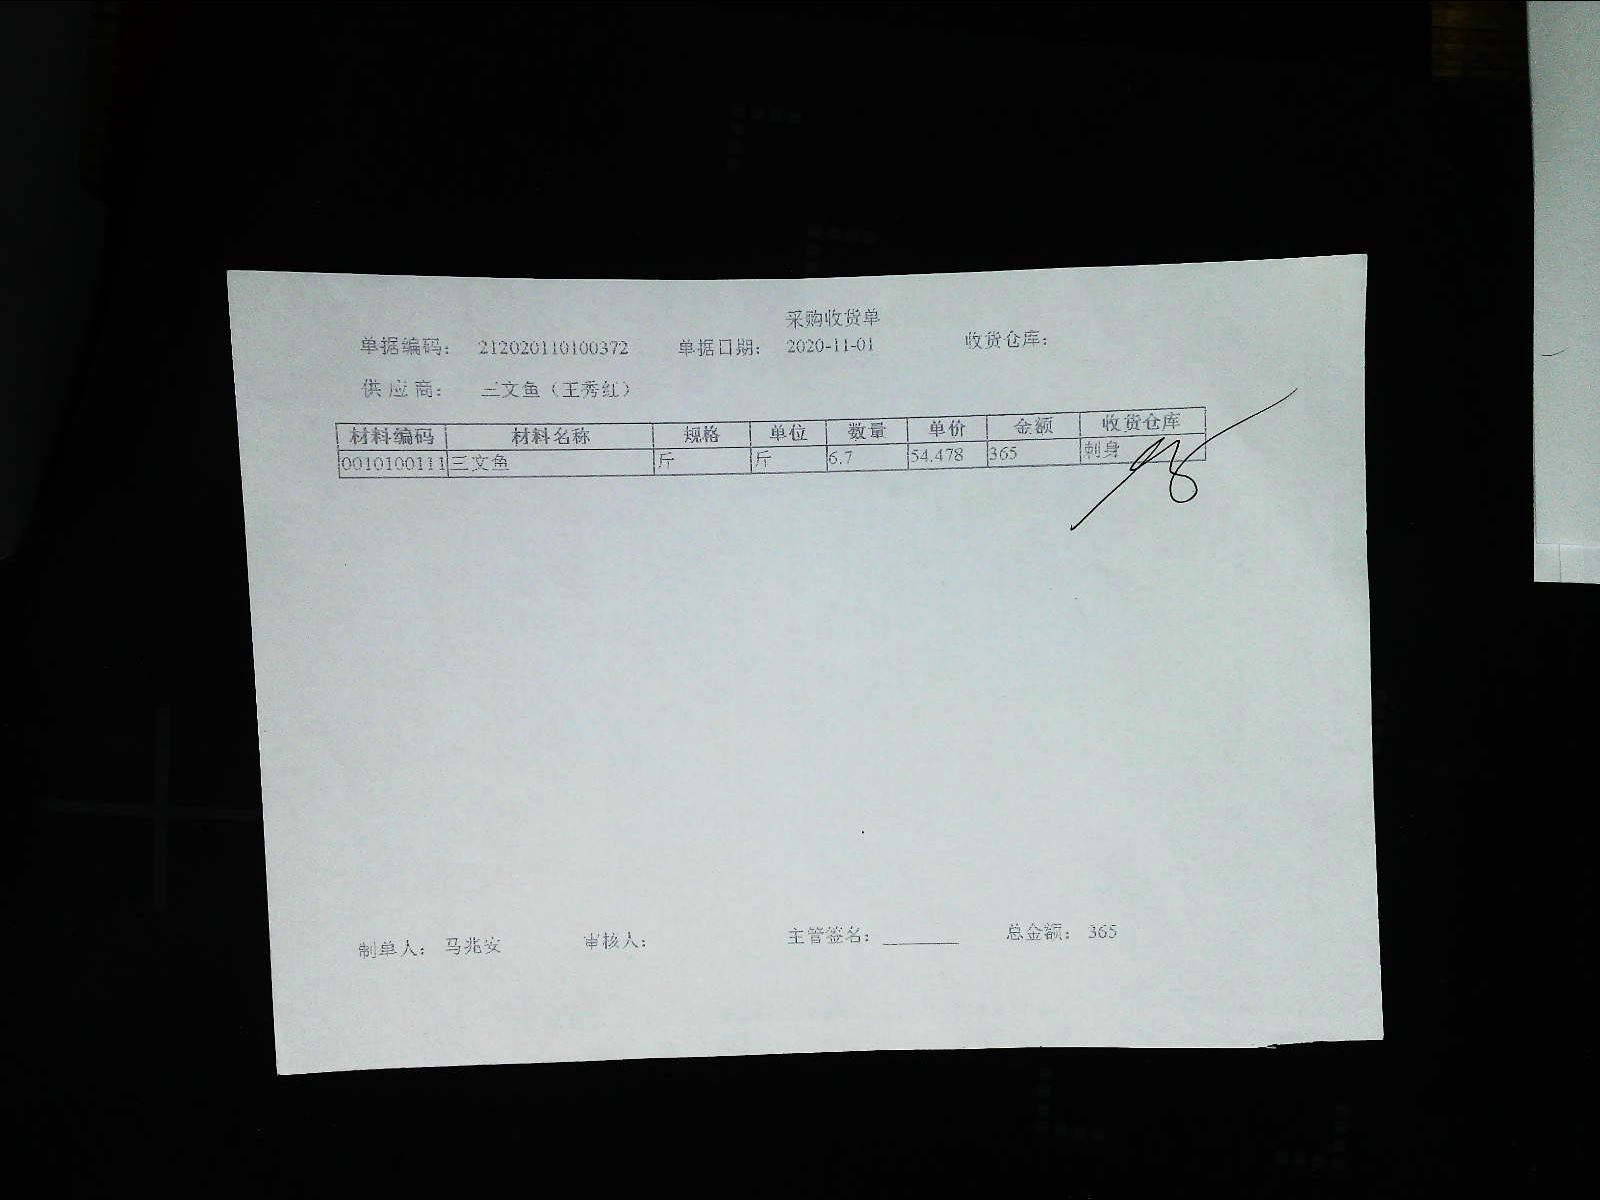 采购收货单
单据编码: 212020110100372 单据日期: 2020-11-01 收货仓库:
供应商: 三文鱼（王秀红）
材料编码 材料名称 规格 单位 数量 单价 金额 收货仓库
0010100111 三文鱼 斤 斤 6.7 54.478 365 刺身
制单人: 马兆安 审核人: 主管签名: ________ 总金额: 365